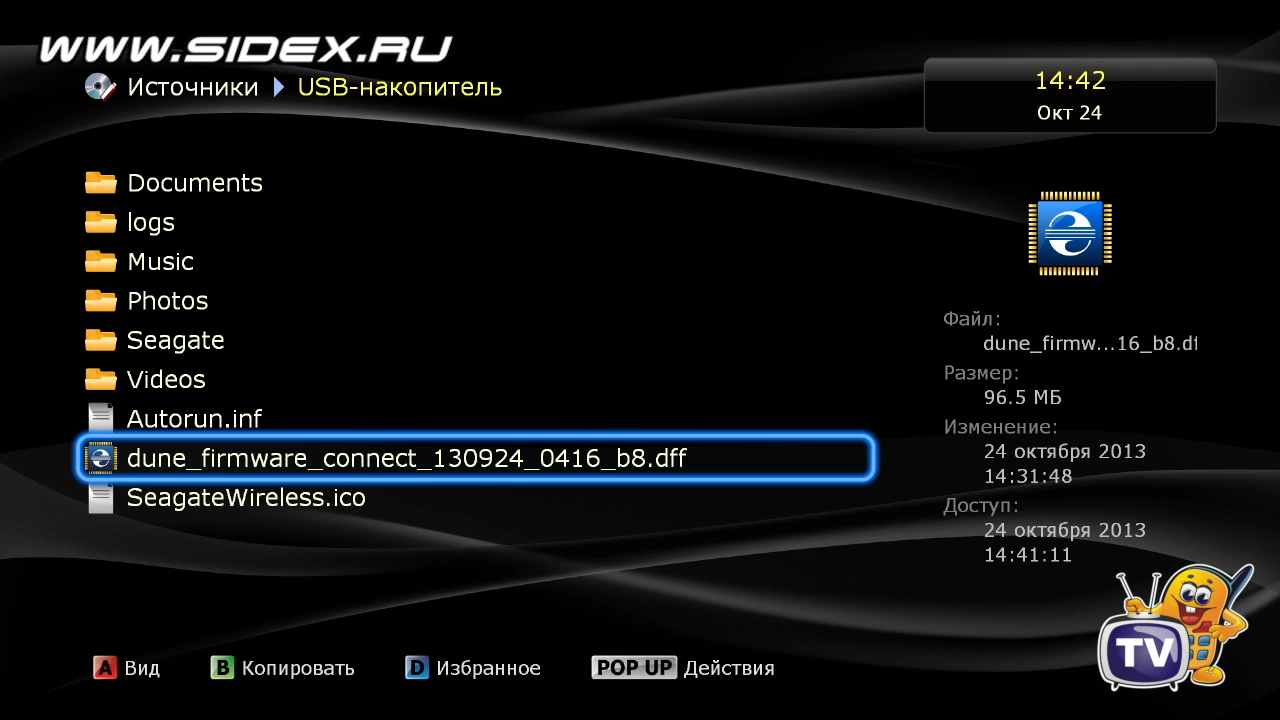 WWW.SIDEX.RU
Источники USB-накопитель
14:42
Окт 24
Documents
logs
Music
Photos
Seagate
Videos
Autorun.inf
dune_firmware_connect_130924_0416_b8.dff
SeagateWireless.ico
Файл:
dune_firmw...16_b8.df
Размер:
96.5 МБ
Изменение:
24 октября 2013
14:31:48
Доступ:
24 октября 2013
14:41:11
TV
A Вид B Копировать D Избранное POP UP Действия